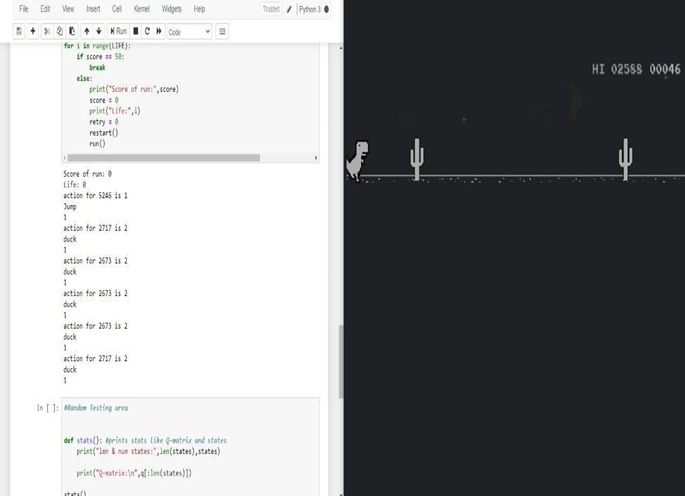 File Edit View Insert Cell Kernel Widgets Help Trusted Python 3
Run Code
for i in range(LIFE):
if score == 50:
break
else:
print("Score of run:",score)
score = 0
print("Life:",i)
retry = 0
restart()
run()
Score of run: 0
Life: 0
action for 5246 is 1
Jump
1
action for 2717 is 2
duck
1
action for 2673 is 2
duck
1
action for 2673 is 2
duck
1
action for 2673 is 2
duck
1
action for 2717 is 2
duck
1
In [ ]: #Random Testing area
def stats(): #prints stats like Q-matrix and states
print("len & num states:",len(states),states)
print("Q-matrix:\n",q[:len(states)])
stats()
HI 02588 00046